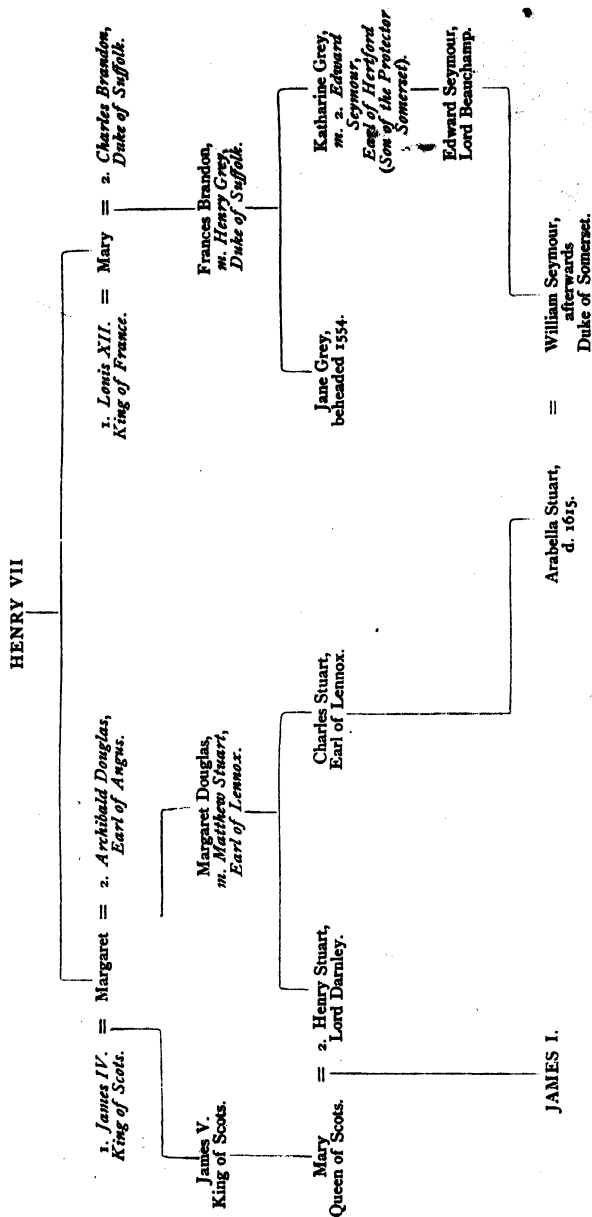 HENRY VII
1. James IV. = Margaret = 2. Archibald Douglas,
King of Scots.
Earl of Angus.
1. Louis XII. = Mary = 2. Charles Brandon,
King of France.
Duke of Suffolk.
James V.
King of Scots.
Margaret Douglas,
m. Matthew Stuart,
Earl of Lennox.
Frances Brandon,
m. Henry Grey,
Duke of Suffolk.
Mary = 2. Henry Stuart,
Queen of Scots.
Lord Darnley.
Charles Stuart,
Earl of Lennox.
Jane Grey,
beheaded 1554.
Katharine Grey,
m. 2. Edward
Seymour,
Earl of Hertford
(Son of the Protector
Somerset).
Edward Seymour,
Lord Beauchamp.
JAMES I.
Arabella Stuart,
d. 1615.
=
William Seymour,
afterwards
Duke of Somerset.